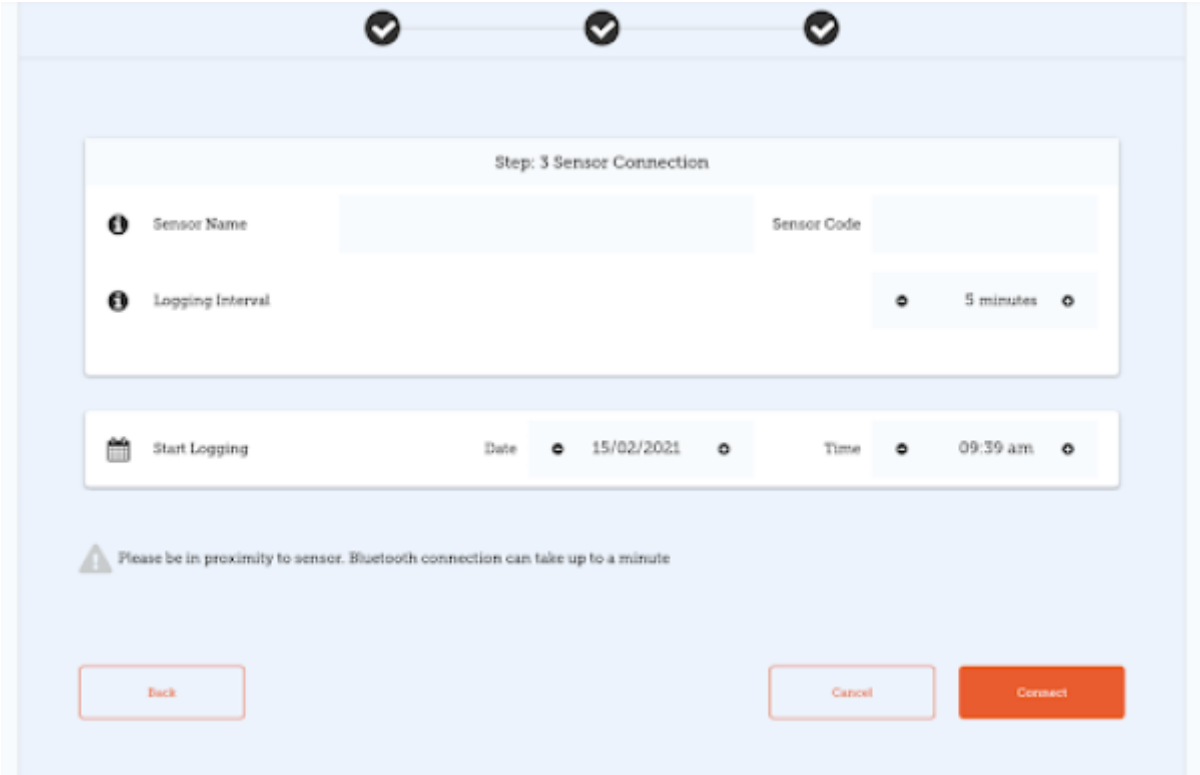 Step: 3 Sensor Connection
Sensor Name Sensor Code
Logging Interval 5 minutes
Start Logging Date 15/02/2021 Time 09:39 am
Please be in proximity to sensor. Bluetooth connection can take up to a minute
Back Cancel Connect